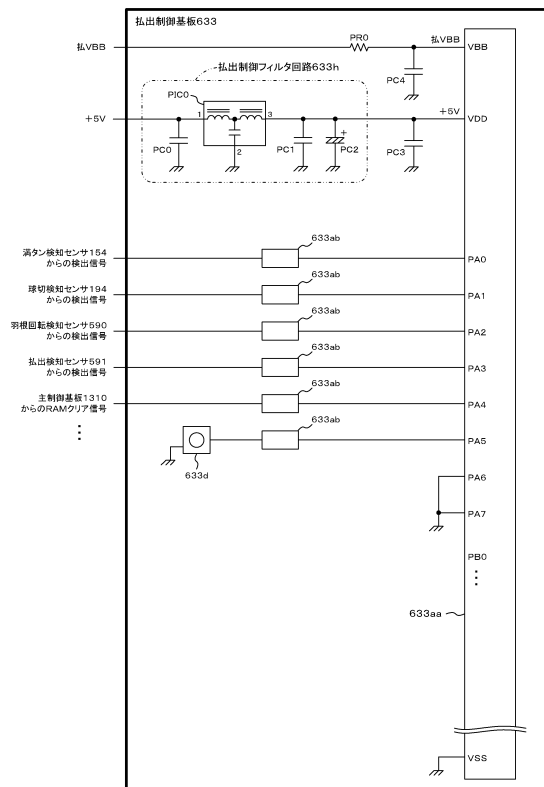 払出制御基板633
払VBB
PR0
払VBB
VBB
PC4
払出制御フィルタ回路633h
PIC0
+5V
1
3
2
PC0
PC1
+
PC2
+5V
VDD
PC3
満タン検知センサ154
からの検出信号
633ab
PA0
球切検知センサ194
からの検出信号
633ab
PA1
羽根回転検知センサ590
からの検出信号
633ab
PA2
払出検知センサ591
からの検出信号
633ab
PA3
主制御基板1310
からのRAMクリア信号
633ab
PA4
⋮
633d
633ab
PA5
PA6
PA7
PB0
⋮
633aa
VSS